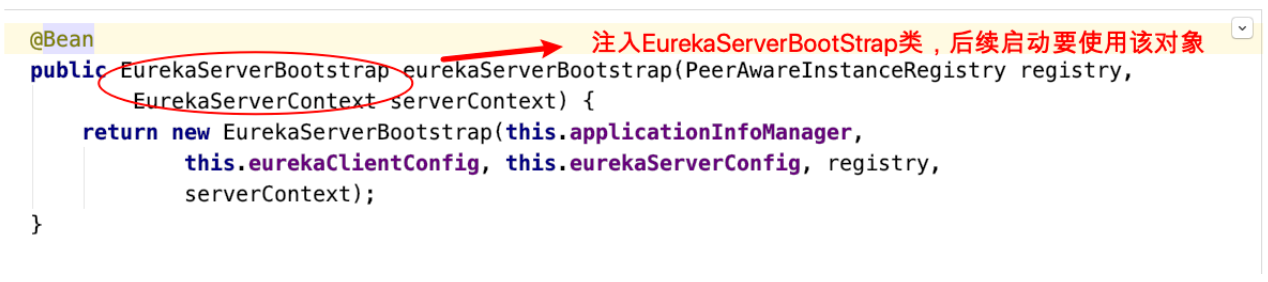 @Bean
注入EurekaServerBootStrap类，后续启动要使用该对象
public EurekaServerBootstrap eurekaServerBootstrap(PeerAwareInstanceRegistry registry,
EurekaServerContext serverContext) {
return new EurekaServerBootstrap(this.applicationInfoManager,
this.eurekaClientConfig, this.eurekaServerConfig, registry,
serverContext);
}